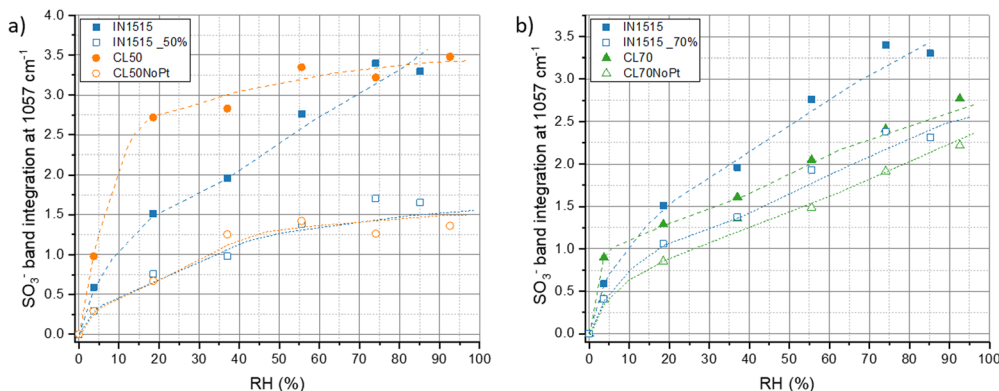 a)
IN1515
IN1515 _50%
CL50
CL50NoPt
SO3- band integration at 1057 cm-1
4.0
3.5
3.0
2.5
2.0
1.5
1.0
0.5
0.0
0 10 20 30 40 50 60 70 80 90 100
RH (%)
b)
IN1515
IN1515 _70%
CL70
CL70NoPt
SO3- band integration at 1057 cm-1
3.5
3.0
2.5
2.0
1.5
1.0
0.5
0.0
0 10 20 30 40 50 60 70 80 90 100
RH (%)